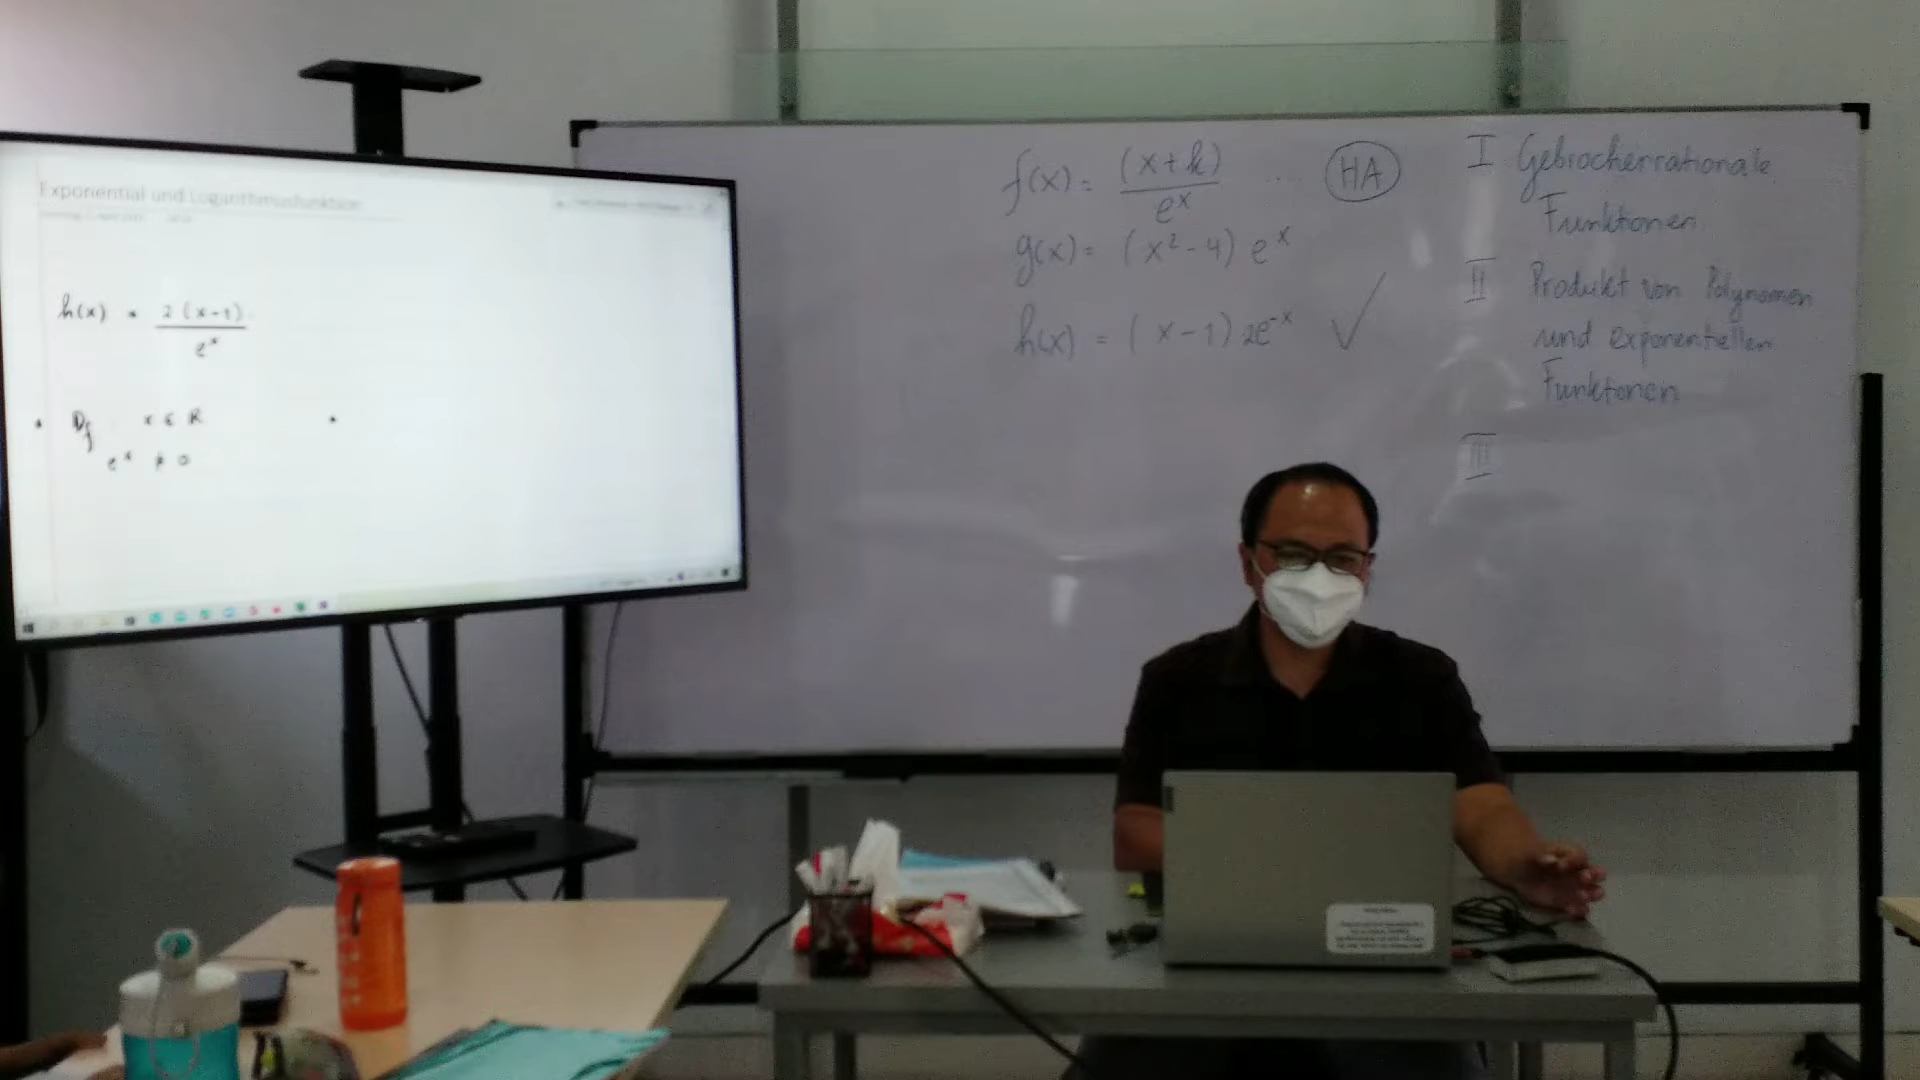 Exponential und Logarithmusfunktion
h(x) = 2(x-1) / e^x
D_f x ∈ R
e^x ≠ 0
f(x) = (x+k) / e^x .... HA
g(x) = (x² - 4) e^x
h(x) = (x - 1) 2e^-x ✓
I Gebrochenrationale
Funktionen
II Produkt von Polynomen
und exponentiellen
Funktionen
III